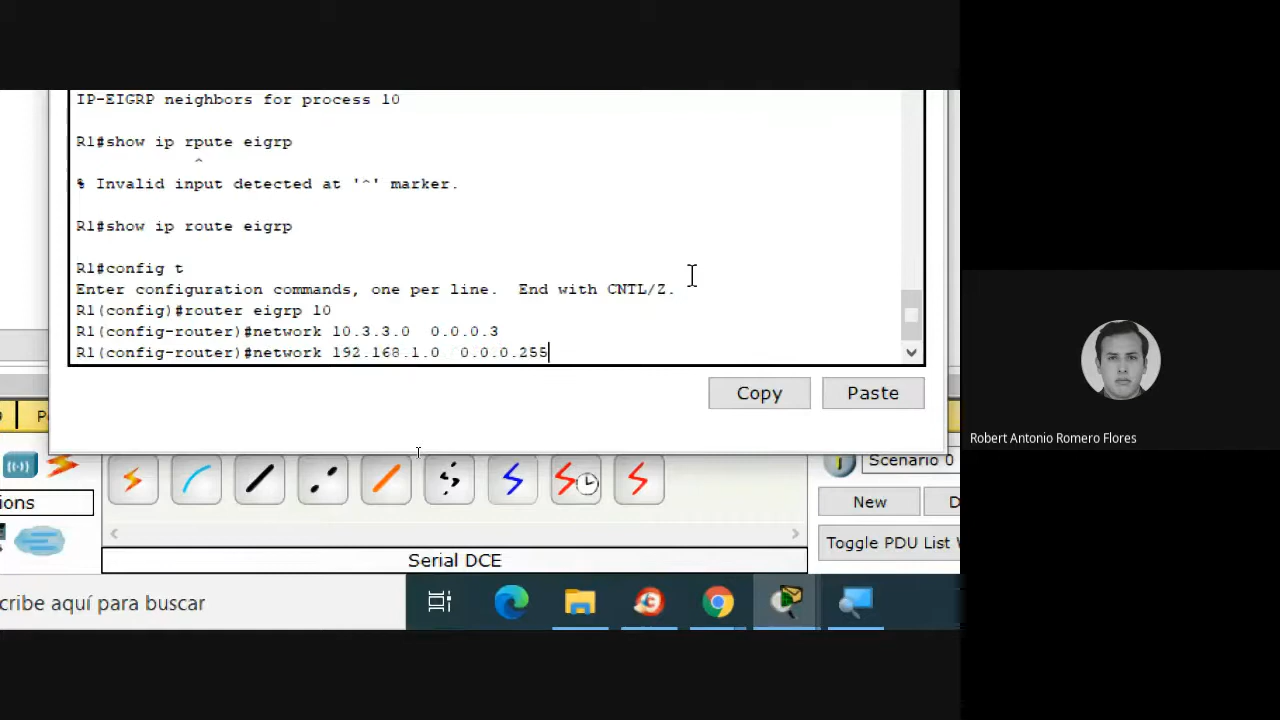 IP-EIGRP neighbors for process 10
R1#show ip rpute eigrp
^
% Invalid input detected at '^' marker.
R1#show ip route eigrp
R1#config t
Enter configuration commands, one per line.  End with CNTL/Z.
R1(config)#router eigrp 10
R1(config-router)#network 10.3.3.0  0.0.0.3
R1(config-router)#network 192.168.1.0  0.0.0.255
Copy
Paste
Robert Antonio Romero Flores
Scenario 0
ions
New
D
Toggle PDU List
Serial DCE
cribe aquí para buscar